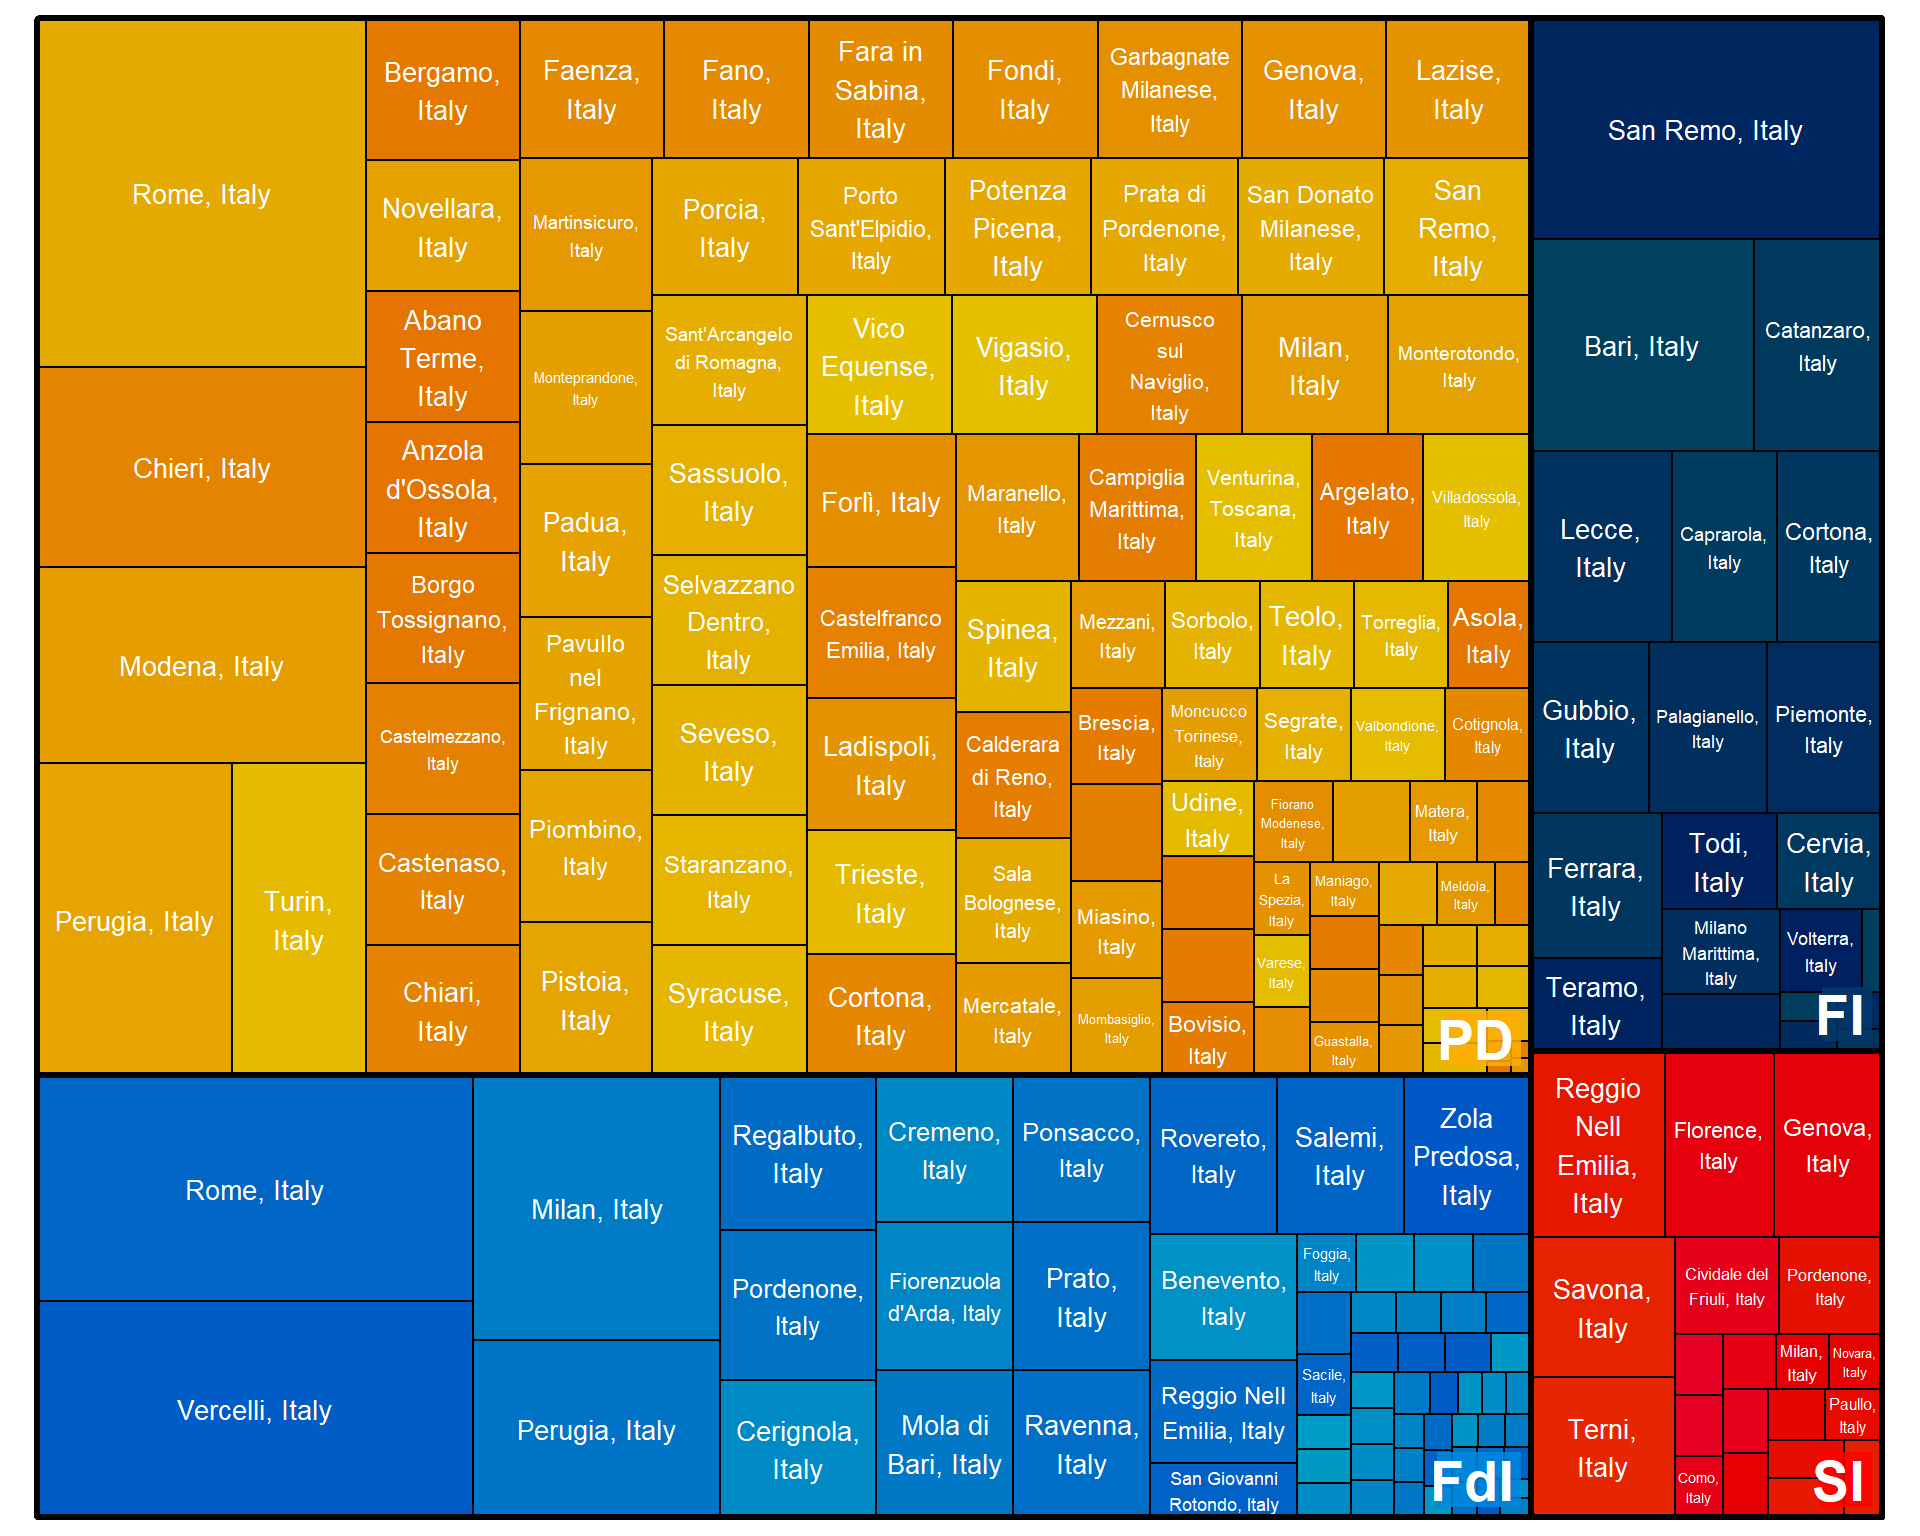 Rome, Italy
Chieri, Italy
Modena, Italy
Perugia, Italy
Turin,
Italy
Bergamo,
Italy
Novellara,
Italy
Abano
Terme,
Italy
Anzola
d'Ossola,
Italy
Borgo
Tossignano,
Italy
Castelmezzano,
Italy
Castenaso,
Italy
Chiari,
Italy
Faenza,
Italy
Fano,
Italy
Fara in
Sabina,
Italy
Fondi,
Italy
Garbagnate
Milanese,
Italy
Genova,
Italy
Lazise,
Italy
Martinsicuro,
Italy
Monteprandone,
Italy
Padua,
Italy
Pavullo
nel
Frignano,
Italy
Piombino,
Italy
Pistoia,
Italy
Porcia,
Italy
Porto
Sant'Elpidio,
Italy
Potenza
Picena,
Italy
Prata di
Pordenone,
Italy
San Donato
Milanese,
Italy
San
Remo,
Italy
Sant'Arcangelo
di Romagna,
Italy
Sassuolo,
Italy
Selvazzano
Dentro,
Italy
Seveso,
Italy
Staranzano,
Italy
Syracuse,
Italy
Vico
Equense,
Italy
Vigasio,
Italy
Cernusco
sul
Naviglio,
Italy
Milan,
Italy
Monterotondo,
Italy
Forlì, Italy
Castelfranco
Emilia, Italy
Ladispoli,
Italy
Trieste,
Italy
Cortona,
Italy
Maranello,
Italy
Campiglia
Marittima,
Italy
Venturina,
Toscana,
Italy
Argelato,
Italy
Villadossola,
Italy
Spinea,
Italy
Calderara
di Reno,
Italy
Sala
Bolognese,
Italy
Mercatale,
Italy
Mezzani,
Italy
Sorbolo,
Italy
Teolo,
Italy
Torreglia,
Italy
Asola,
Italy
Brescia,
Italy
Miasino,
Italy
Mombasiglio,
Italy
Moncucco
Torinese,
Italy
Segrate,
Italy
Valbondione,
Italy
Cotignola,
Italy
Udine,
Italy
Bovisio,
Italy
Fiorano
Modenese,
Italy
Matera,
Italy
La
Spezia,
Italy
Maniago,
Italy
Meldola,
Italy
Varese,
Italy
Guastalla,
Italy
PD
San Remo, Italy
Bari, Italy
Catanzaro,
Italy
Lecce,
Italy
Caprarola,
Italy
Cortona,
Italy
Gubbio,
Italy
Palagianello,
Italy
Piemonte,
Italy
Ferrara,
Italy
Teramo,
Italy
Todi,
Italy
Cervia,
Italy
Milano
Marittima,
Italy
Volterra,
Italy
FI
Rome, Italy
Vercelli, Italy
Milan, Italy
Perugia, Italy
Regalbuto,
Italy
Pordenone,
Italy
Cerignola,
Italy
Cremeno,
Italy
Fiorenzuola
d'Arda, Italy
Mola di
Bari, Italy
Ponsacco,
Italy
Prato,
Italy
Ravenna,
Italy
Rovereto,
Italy
Salemi,
Italy
Zola
Predosa,
Italy
Benevento,
Italy
Reggio Nell
Emilia, Italy
San Giovanni
Rotondo, Italy
Foggia,
Italy
Sacile,
Italy
FdI
Reggio
Nell
Emilia,
Italy
Florence,
Italy
Genova,
Italy
Savona,
Italy
Terni,
Italy
Cividale del
Friuli, Italy
Pordenone,
Italy
Milan,
Italy
Novara,
Italy
Paullo,
Italy
Como,
Italy
SI